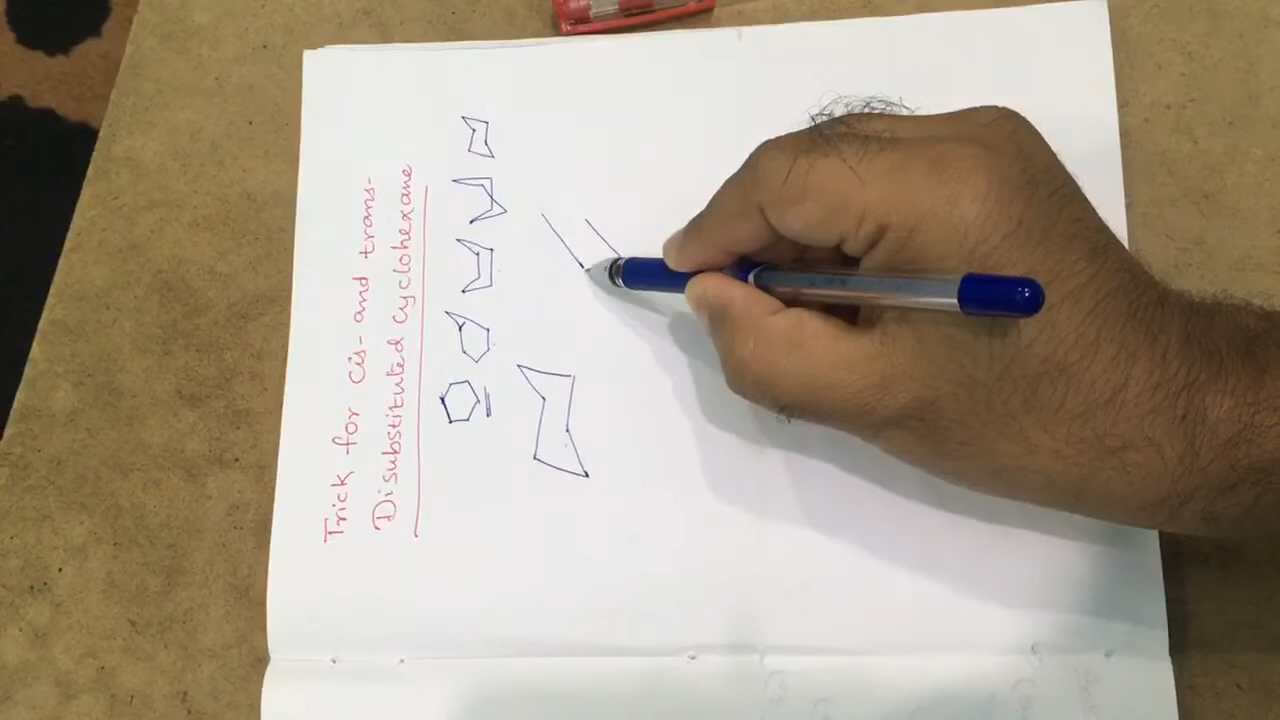 Trick for cis- and trans-
Disubstituted cyclohexane